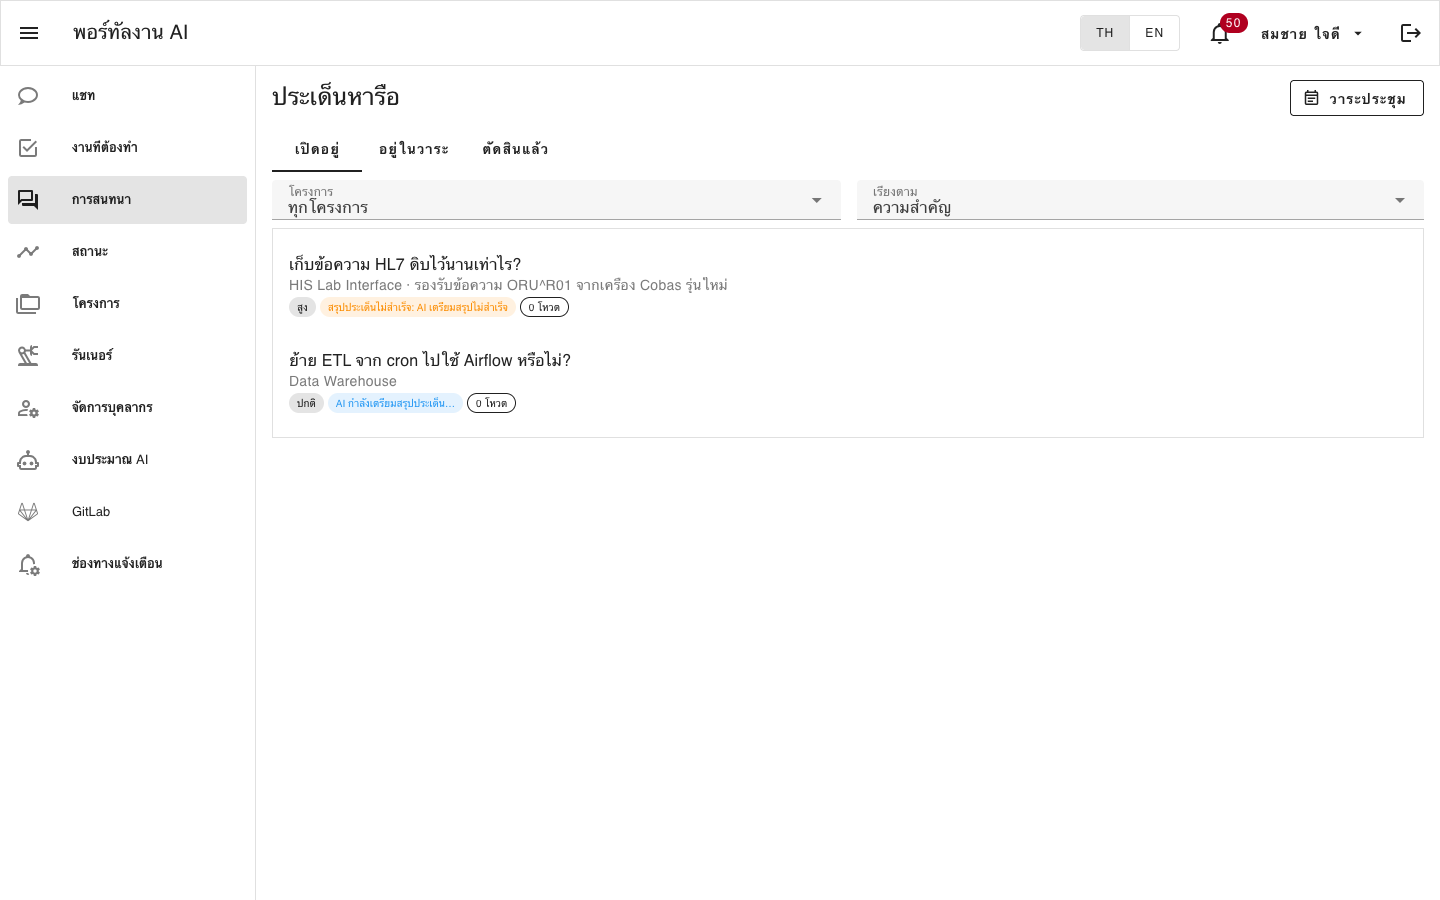 พอร์ทัลงาน AI
TH EN
50
สมชาย ใจดี
แชท
งานที่ต้องทำ
การสนทนา
สถานะ
โครงการ
รันเนอร์
จัดการบุคลากร
งบประมาณ AI
GitLab
ช่องทางแจ้งเตือน
ประเด็นหารือ
วาระประชุม
เปิดอยู่ อยู่ในวาระ ตัดสินแล้ว
โครงการ
ทุกโครงการ
เรียงตาม
ความสำคัญ
เก็บข้อความ HL7 ดิบไว้นานเท่าไร?
HIS Lab Interface · รองรับข้อความ ORU^R01 จากเครื่อง Cobas รุ่นใหม่
สูง สรุปประเด็นไม่สำเร็จ: AI เตรียมสรุปไม่สำเร็จ 0 โหวต
ย้าย ETL จาก cron ไปใช้ Airflow หรือไม่?
Data Warehouse
ปกติ AI กำลังเตรียมสรุปประเด็น... 0 โหวต